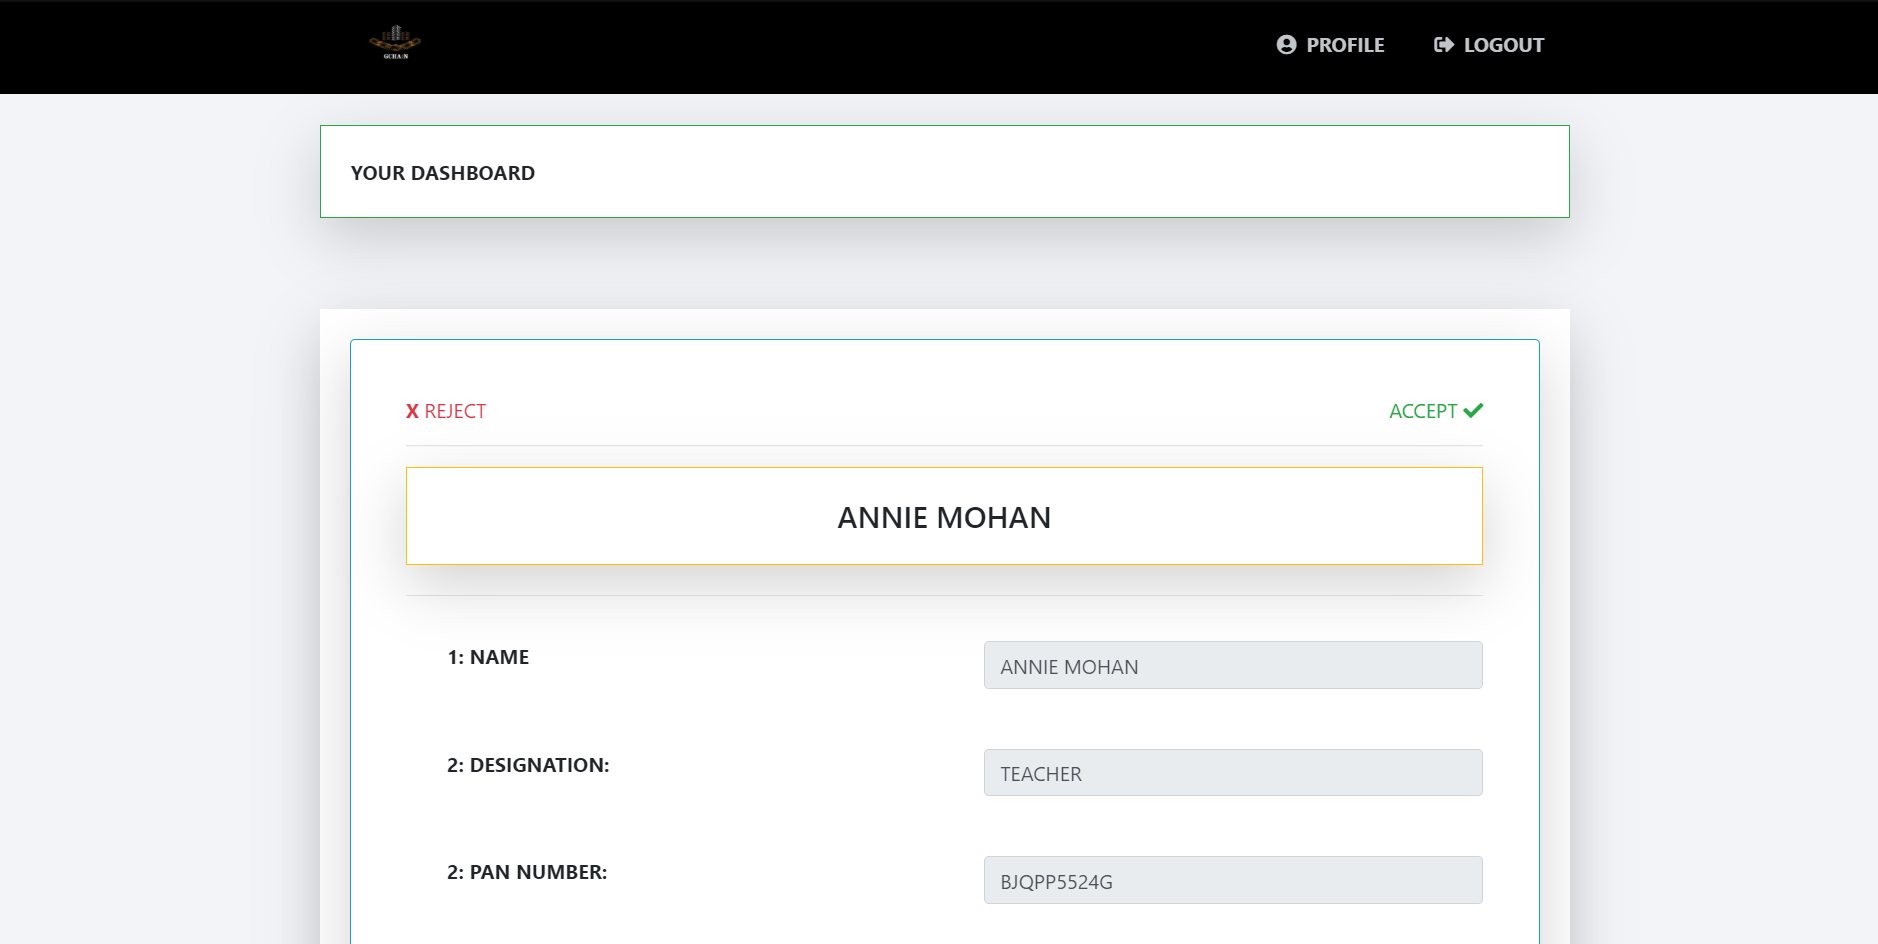 GCHAIN
PROFILE
LOGOUT
YOUR DASHBOARD
X REJECT
ACCEPT
ANNIE MOHAN
1: NAME
ANNIE MOHAN
2: DESIGNATION:
TEACHER
2: PAN NUMBER:
BJQPP5524G